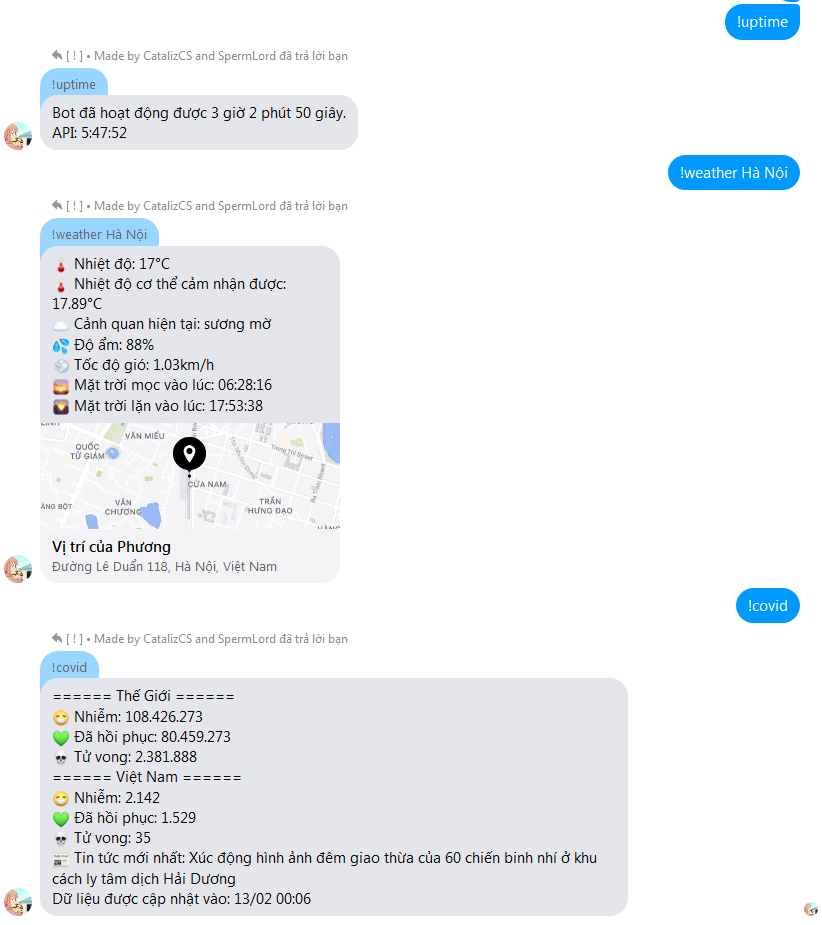 !uptime
[ ! ] • Made by CatalizCS and SpermLord đã trả lời bạn
!uptime
Bot đã hoạt động được 3 giờ 2 phút 50 giây.
API: 5:47:52
!weather Hà Nội
[ ! ] • Made by CatalizCS and SpermLord đã trả lời bạn
!weather Hà Nội
Nhiệt độ: 17°C
Nhiệt độ cơ thể cảm nhận được:
17.89°C
Cảnh quan hiện tại: sương mờ
Độ ẩm: 88%
Tốc độ gió: 1.03km/h
Mặt trời mọc vào lúc: 06:28:16
Mặt trời lặn vào lúc: 17:53:38
VĂN MIẾU
QUỐC
TỬ GIÁM
CỬA NAM
VĂN
CHƯƠNG
TRẦN
HƯNG ĐẠO
ÀNG BỘT
Vị trí của Phương
Đường Lê Duẩn 118, Hà Nội, Việt Nam
!covid
[ ! ] • Made by CatalizCS and SpermLord đã trả lời bạn
!covid
====== Thế Giới ======
Nhiễm: 108.426.273
Đã hồi phục: 80.459.273
Tử vong: 2.381.888
====== Việt Nam ======
Nhiễm: 2.142
Đã hồi phục: 1.529
Tử vong: 35
Tin tức mới nhất: Xúc động hình ảnh đêm giao thừa của 60 chiến binh nhí ở khu
cách ly tâm dịch Hải Dương
Dữ liệu được cập nhật vào: 13/02 00:06